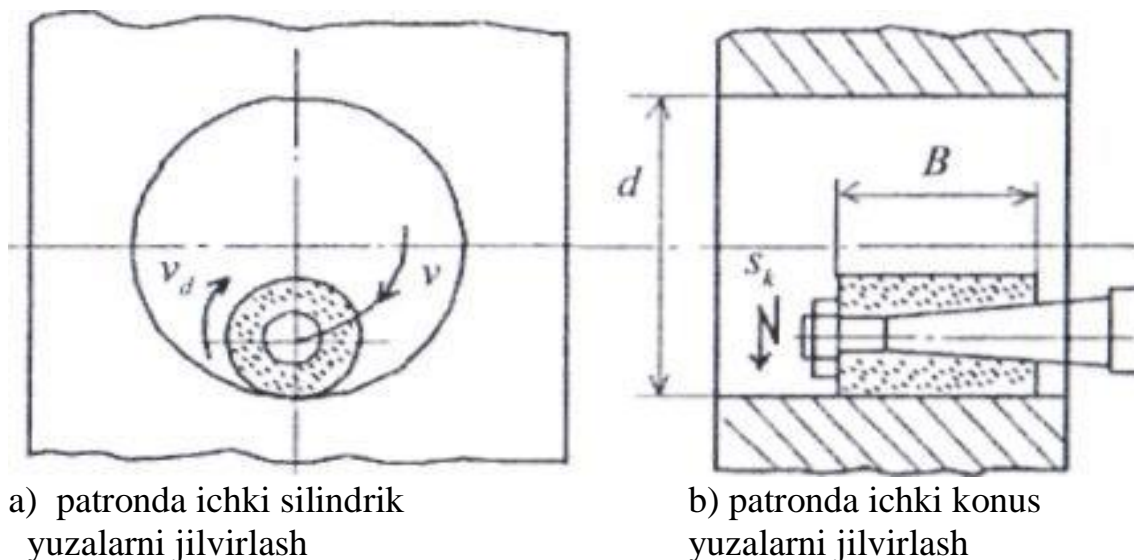 d
B
v_d
v
s_k
a) patronda ichki silindrik
yuzalarni jilvirlash
b) patronda ichki konus
yuzalarni jilvirlash